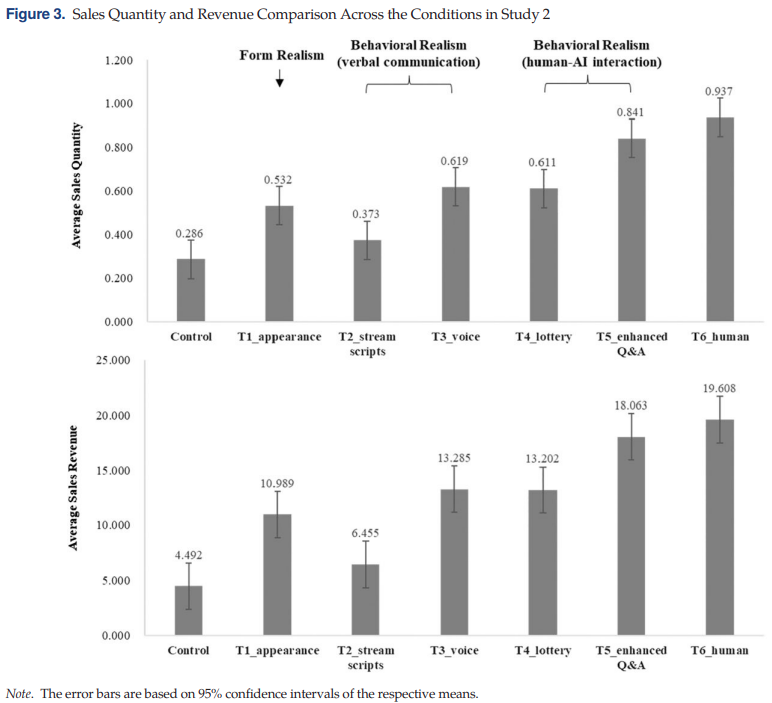 Figure 3. Sales Quantity and Revenue Comparison Across the Conditions in Study 2
Form Realism
Behavioral Realism
(verbal communication)
Behavioral Realism
(human-AI interaction)
Average Sales Quantity
1.200
1.000
0.800
0.600
0.400
0.200
0.000
0.286
0.532
0.373
0.619
0.611
0.841
0.937
Control
T1_appearance
T2_stream
scripts
T3_voice
T4_lottery
T5_enhanced
Q&A
T6_human
Average Sales Revenue
25.000
20.000
15.000
10.000
5.000
0.000
4.492
10.989
6.455
13.285
13.202
18.063
19.608
Control
T1_appearance
T2_stream
scripts
T3_voice
T4_lottery
T5_enhanced
Q&A
T6_human
Note. The error bars are based on 95% confidence intervals of the respective means.